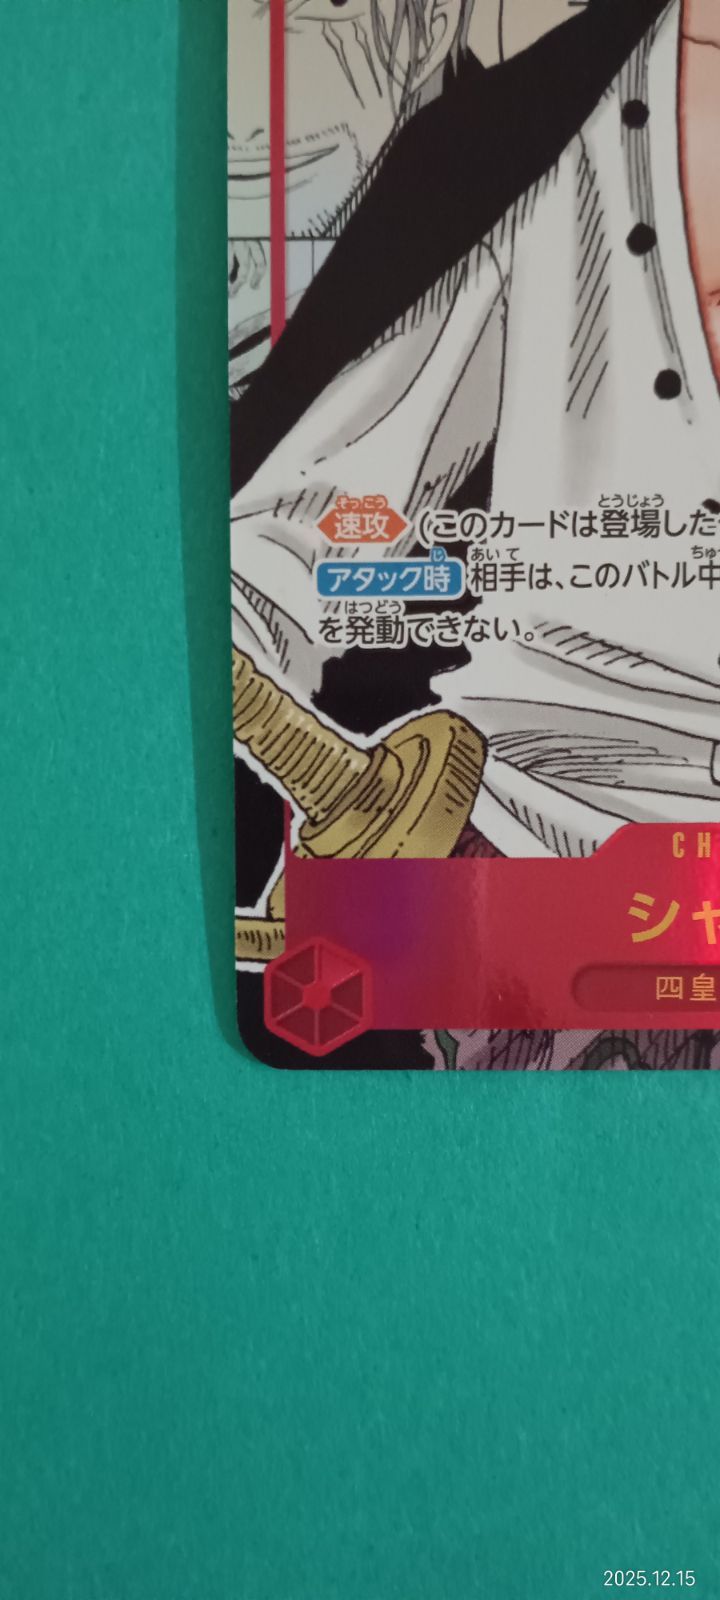 そっこう とうじょう
速攻 (このカードは登場した
じ あいて
アタック時 相手は、このバトル中
はつどう
を発動できない。
CH
シャ
四皇
2025.12.15